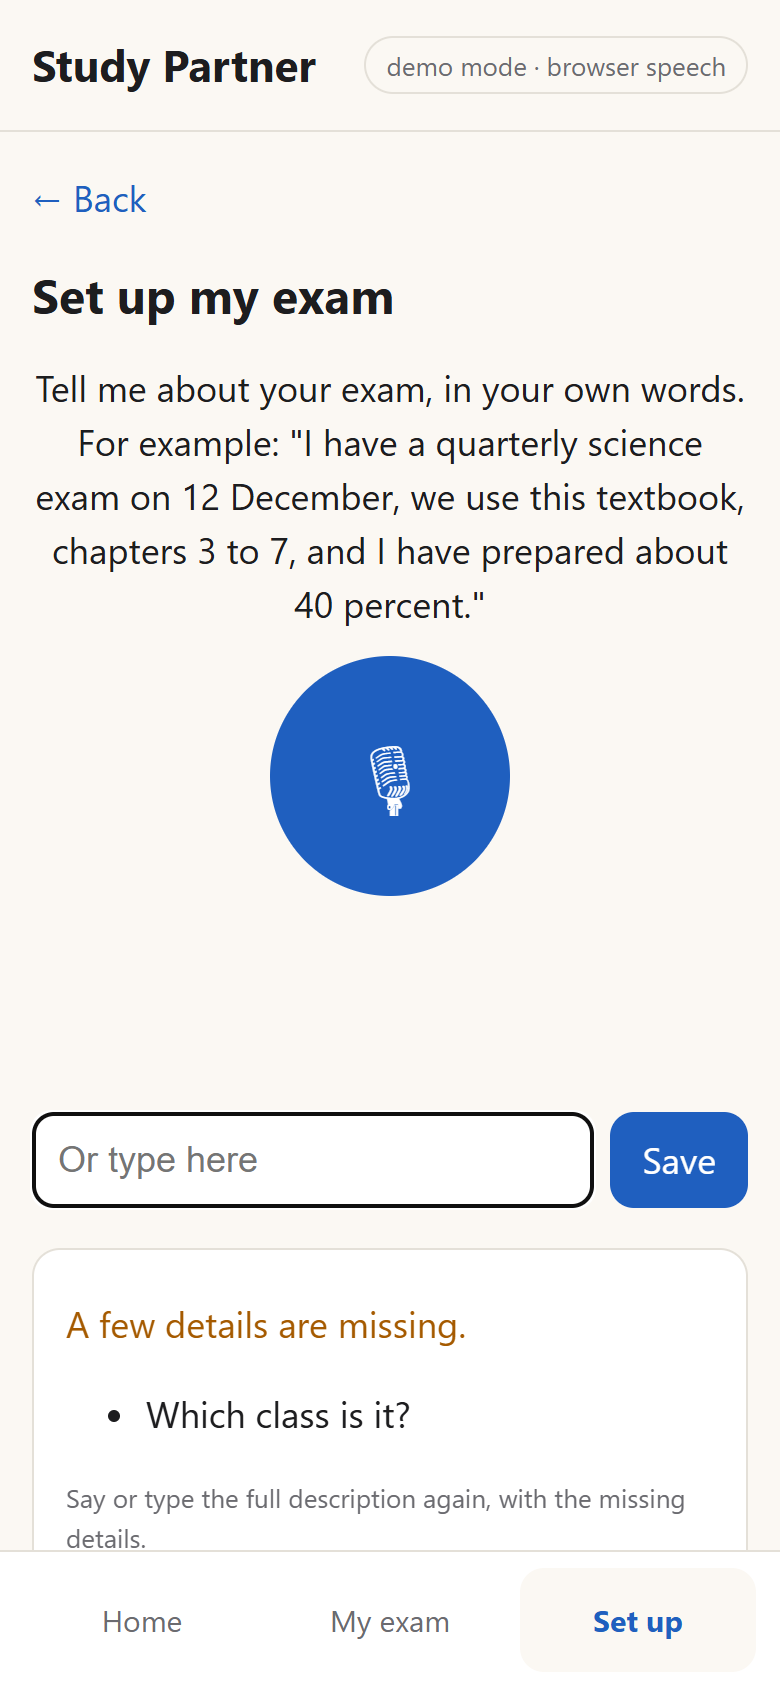 Study Partner
demo mode · browser speech
← Back
Set up my exam
Tell me about your exam, in your own words.
For example: "I have a quarterly science
exam on 12 December, we use this textbook,
chapters 3 to 7, and I have prepared about
40 percent."
Or type here
Save
A few details are missing.
• Which class is it?
Say or type the full description again, with the missing
details.
Home
My exam
Set up